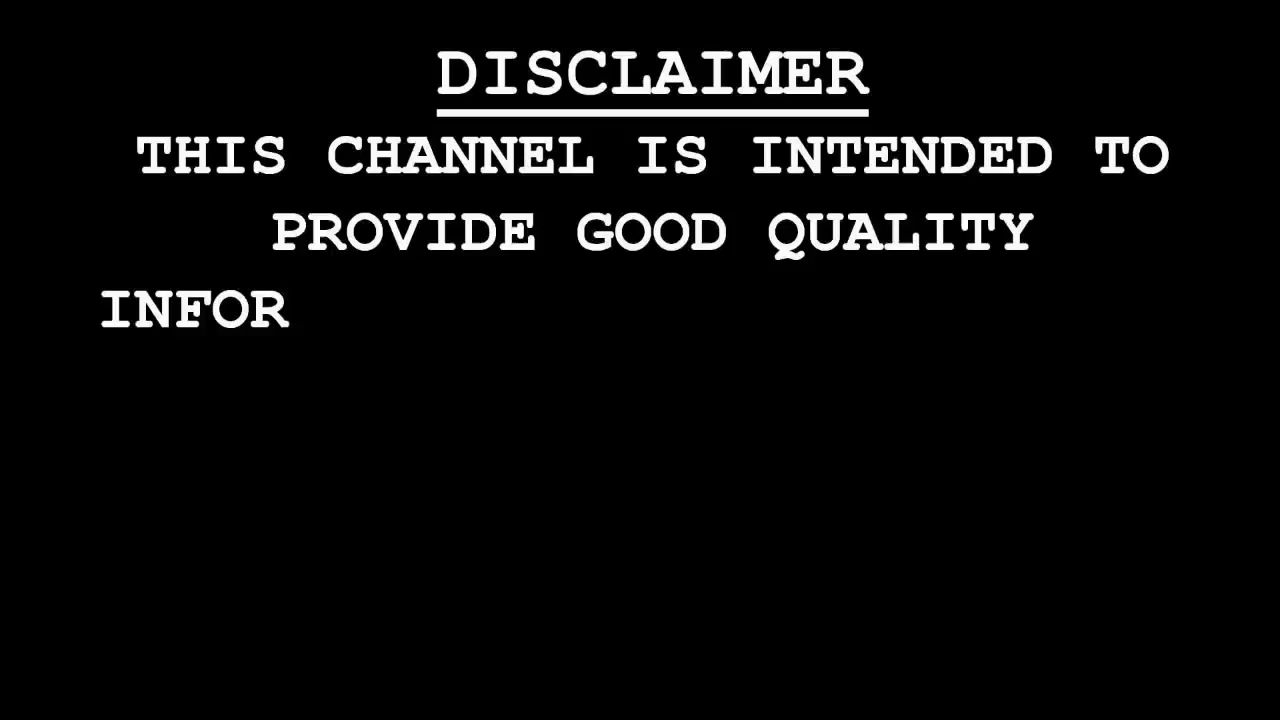 DISCLAIMER
THIS CHANNEL IS INTENDED TO
PROVIDE GOOD QUALITY
INFOR